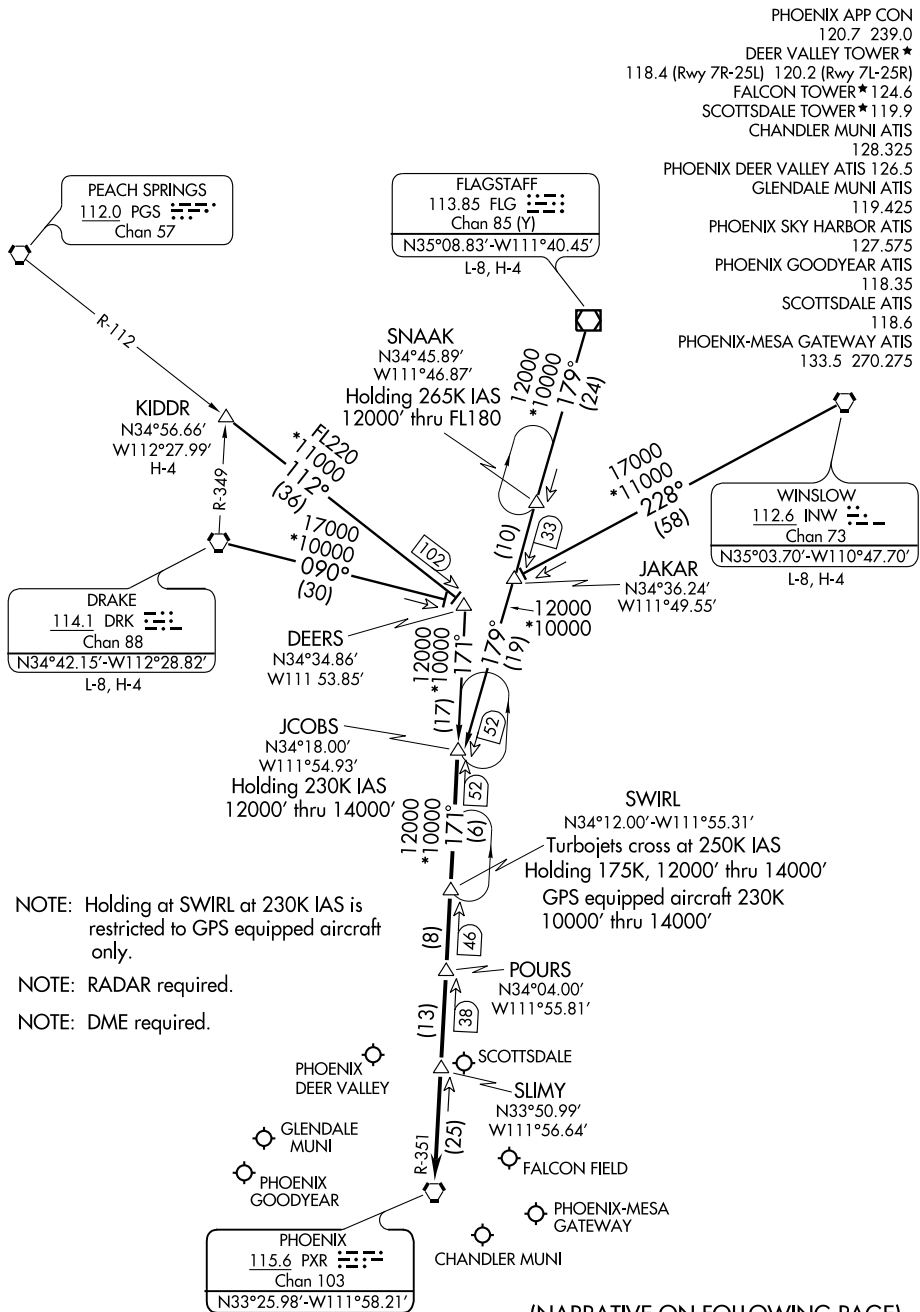 PHOENIX APP CON
120.7 239.0
DEER VALLEY TOWER★
118.4 (Rwy 7R-25L) 120.2 (Rwy 7L-25R)
FALCON TOWER★124.6
SCOTTSDALE TOWER★119.9
CHANDLER MUNI ATIS
128.325
PHOENIX DEER VALLEY ATIS 126.5
GLENDALE MUNI ATIS
119.425
PHOENIX SKY HARBOR ATIS
127.575
PHOENIX GOODYEAR ATIS
118.35
SCOTTSDALE ATIS
118.6
PHOENIX-MESA GATEWAY ATIS
133.5 270.275
PEACH SPRINGS
112.0 PGS
Chan 57
FLAGSTAFF
113.85 FLG
Chan 85 (Y)
N35°08.83'-W111°40.45'
L-8, H-4
R-112
SNAAK
N34°45.89'
W111°46.87'
Holding 265K IAS
12000' thru FL180
12000
*10000
179°
(24)
KIDDR
N34°56.66'
W112°27.99'
H-4
R-349
FL220
*11000
112°
(36)
17000
*10000
090°
(30)
102
(10)
33
17000
*11000
228°
(58)
WINSLOW
112.6 INW
Chan 73
N35°03.70'-W110°47.70'
L-8, H-4
JAKAR
N34°36.24'
W111°49.55'
DRAKE
114.1 DRK
Chan 88
N34°42.15'-W112°28.82'
L-8, H-4
DEERS
N34°34.86'
W111 53.85'
12000
*10000
171°
(17)
12000
*10000
179°
(19)
52
JCOBS
N34°18.00'
W111°54.93'
Holding 230K IAS
12000' thru 14000'
52
12000
*10000
171°
(6)
SWIRL
N34°12.00'-W111°55.31'
Turbojets cross at 250K IAS
Holding 175K, 12000' thru 14000'
GPS equipped aircraft 230K
10000' thru 14000'
NOTE: Holding at SWIRL at 230K IAS is
restricted to GPS equipped aircraft
only.
NOTE: RADAR required.
NOTE: DME required.
(8)
46
POURS
N34°04.00'
W111°55.81'
(13)
38
PHOENIX
DEER VALLEY
SCOTTSDALE
SLIMY
N33°50.99'
W111°56.64'
GLENDALE
MUNI
R-351
(25)
FALCON FIELD
PHOENIX
GOODYEAR
PHOENIX-MESA
GATEWAY
CHANDLER MUNI
PHOENIX
115.6 PXR
Chan 103
N33°25.98'-W111°58.21'